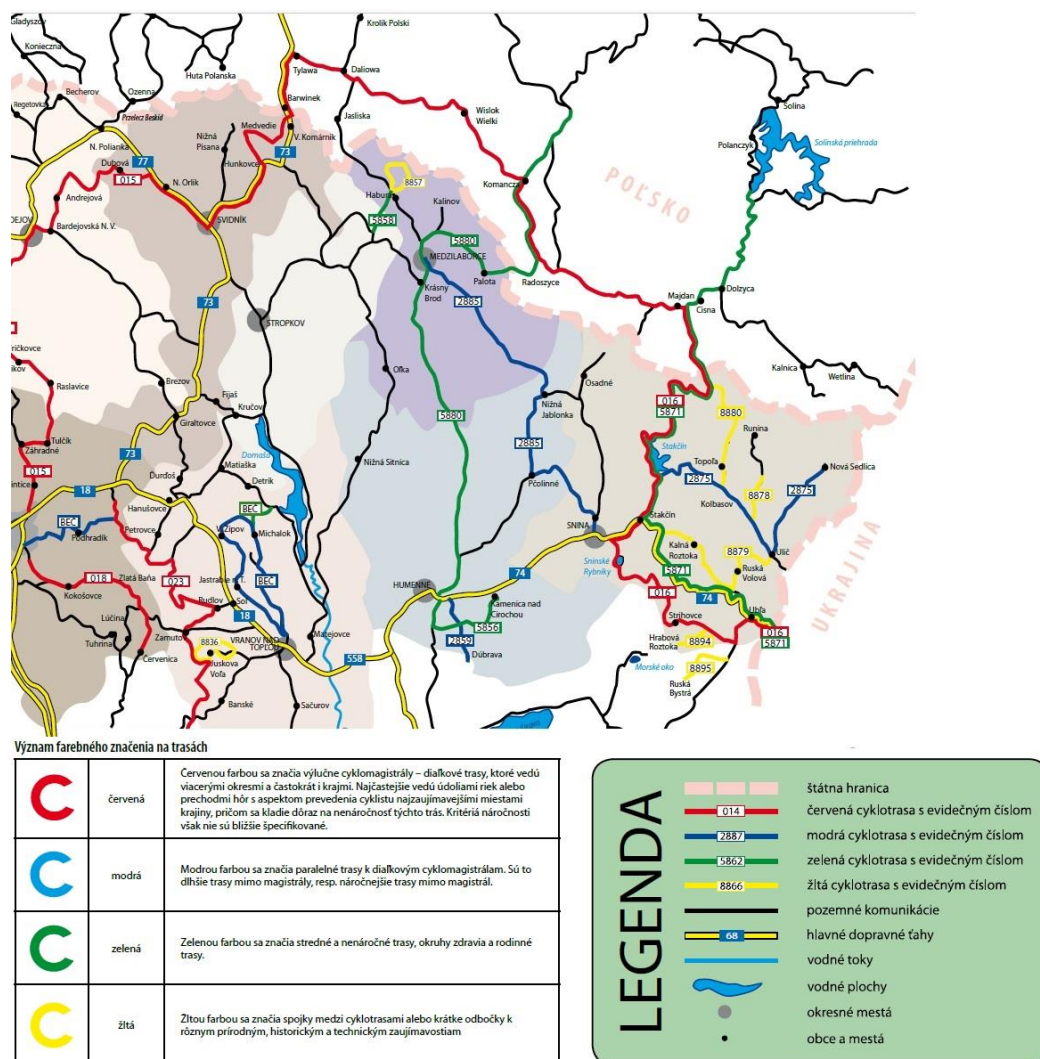 Gladyszov
Krolik Polski
Konieczna
Huta Polanska
Tylawa
Daliowa
Becherov
Ozenna
Regetovka
Przelecz Beskid
Barwinek
Jasliska
Wislok
Wielki
Solina
Medvedie
V. Komárnik
Nižná
Pisana
N. Polianka
Polanczyk
Solinská priehrada
77
73
Dubová
Hunkovce
015
N. Orlík
8857
Komancza
POĽSKO
Andrejová
Habura
Kalinov
5858
DEJOV
SVIDNÍK
Bardejovská N. V.
5880
MEDZILABORCE
Palota
Radoszyce
Krásny
Brod
2885
Dolzyca
Majdan
Cisna
73
STROPKOV
Kalnica
Wetlina
Raslavice
Brezov
Oľka
Osadné
Fijaš
Kručov
Nižná
Jablonka
016
5871
8880
Giraltovce
5880
Runina
Tulčík
Záhradné
73
Domaša
2885
Stakčín
015
Matiaška
Nižná Sitnica
Topoľa
Nová Sedlica
Ďurďoš
Detrík
Pčolinné
2875
2875
18
Kolbasov
8878
Hanušovce
BEC
SNINA
Stakčín
BEC
Petrovce
V. Žipov
Michalok
Podhradík
Kalná
Roztoka
8879
Ulič
Sninské
Rybníky
5871
Ruská
Volová
UKRAJINA
Zlatá Baňa
023
Jastrabie n. T.
BEC
HUMENNÉ
74
018
Kokošovce
Kamenica nad
Cirochou
016
74
Rudlov
Soľ
18
Ubľa
Lúčina
Strihovce
5856
Zamuto
VRANOV NAD
TOPĽOU
Matejovce
2859
Hrabová
Roztoka
8894
016
5871
Tuhrina
8836
Juskova
Voľa
Dúbrava
Červenica
558
Morské oko
8895
Ruská
Bystrá
Banské
Sačurov
Význam farebného značenia na trasách
červená
Červenou farbou sa značia výlučne cyklomagistrály – diaľkové trasy, ktoré vedú
viacerými okresmi a častokrát i krajmi. Najčastejšie vedú údoliami riek alebo
prechodmi hôr s aspektom prevedenia cyklistu najzaujímavejšími miestami
krajiny, pričom sa kladie dôraz na nenáročnosť týchto trás. Kritériá náročnosti
však nie sú bližšie špecifikované.
modrá
Modrou farbou sa značia paralelné trasy k diaľkovým cyklomagistrálam. Sú to
dlhšie trasy mimo magistrály, resp. náročnejšie trasy mimo magistrál.
zelená
Zelenou farbou sa značia stredné a nenáročné trasy, okruhy zdravia a rodinné
trasy.
žltá
Žltou farbou sa značia spojky medzi cyklotrasami alebo krátke odbočky k
rôznym prírodným, historickým a technickým zaujímavostiam
LEGENDA
štátna hranica
014
červená cyklotrasa s evidečným číslom
2887
modrá cyklotrasa s evidečným číslom
5862
zelená cyklotrasa s evidečným číslom
8866
žltá cyklotrasa s evidečným číslom
pozemné komunikácie
68
hlavné dopravné ťahy
vodné toky
vodné plochy
okresné mestá
obce a mestá